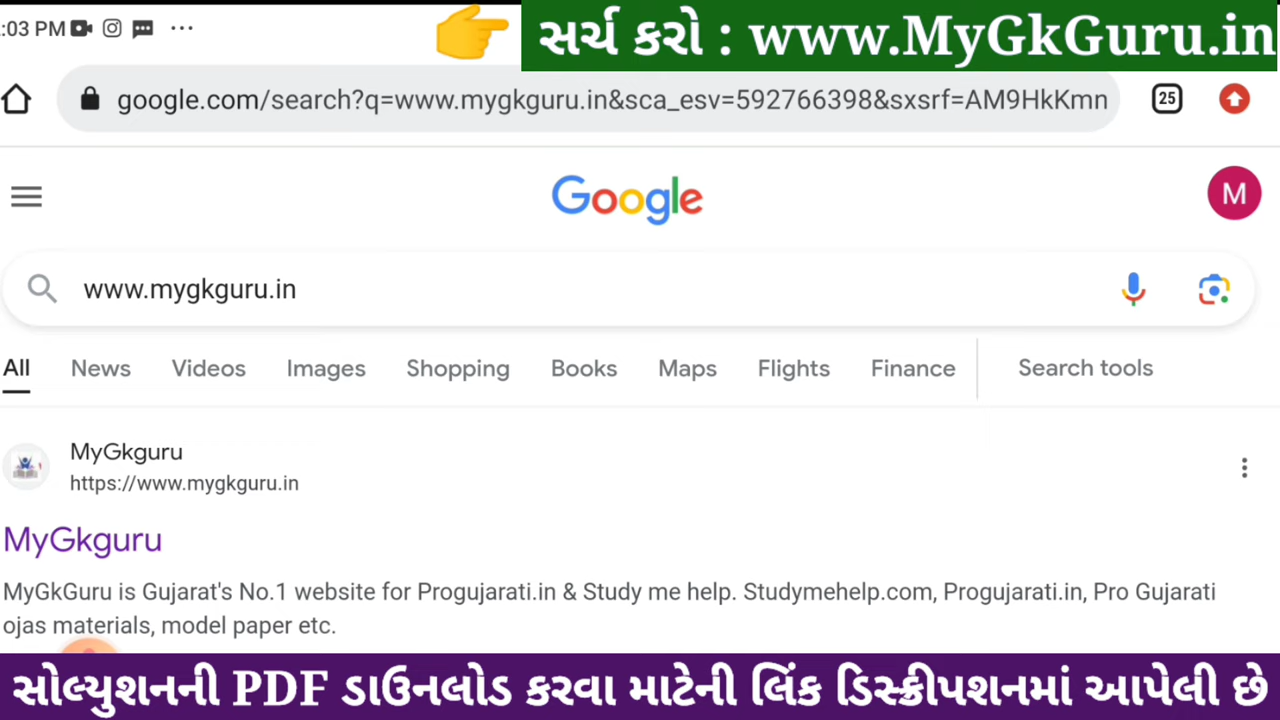 :03 PM
સર્ચ કરો : www.MyGkGuru.in
google.com/search?q=www.mygkguru.in&sca_esv=592766398&sxsrf=AM9HkKmn
25
Google
M
www.mygkguru.in
All News Videos Images Shopping Books Maps Flights Finance Search tools
MyGkguru
https://www.mygkguru.in
MyGkguru
MyGkGuru is Gujarat's No.1 website for Progujarati.in & Study me help. Studymehelp.com, Progujarati.in, Pro Gujarati
ojas materials, model paper etc.
સોલ્યુશનની PDF ડાઉનલોડ કરવા માટેની લિંક ડિસ્ક્રીપશનમાં આપેલી છે